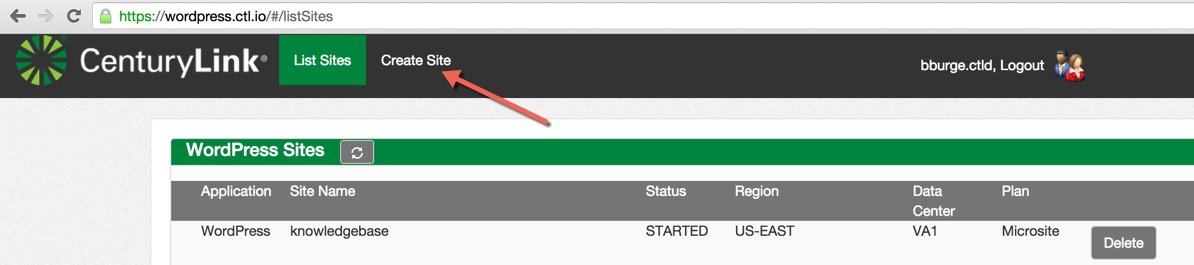 https://wordpress.ctl.io/#/listSites
CenturyLink® List Sites Create Site bburge.ctld, Logout
WordPress Sites
Application Site Name Status Region Data Center Plan
WordPress knowledgebase STARTED US-EAST VA1 Microsite Delete